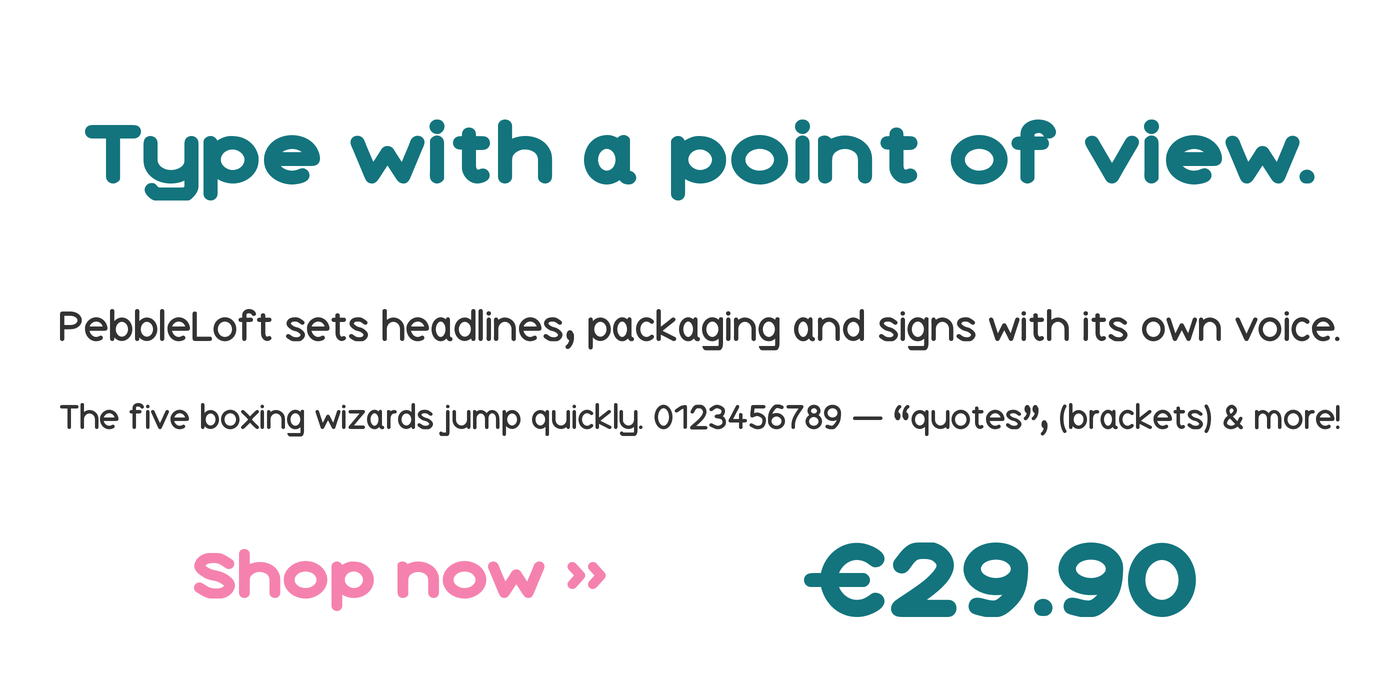 Type with a point of view.
PebbleLoft sets headlines, packaging and signs with its own voice.
The five boxing wizards jump quickly. 0123456789 — “quotes”, (brackets) & more!
Shop now »
€29.90